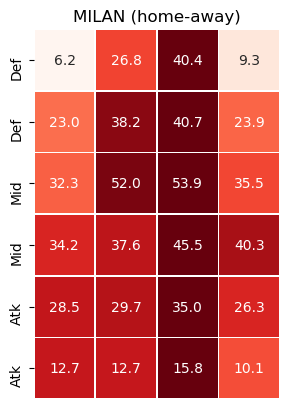 MILAN (home-away)
Def 6.2 26.8 40.4 9.3
Def 23.0 38.2 40.7 23.9
Mid 32.3 52.0 53.9 35.5
Mid 34.2 37.6 45.5 40.3
Atk 28.5 29.7 35.0 26.3
Atk 12.7 12.7 15.8 10.1